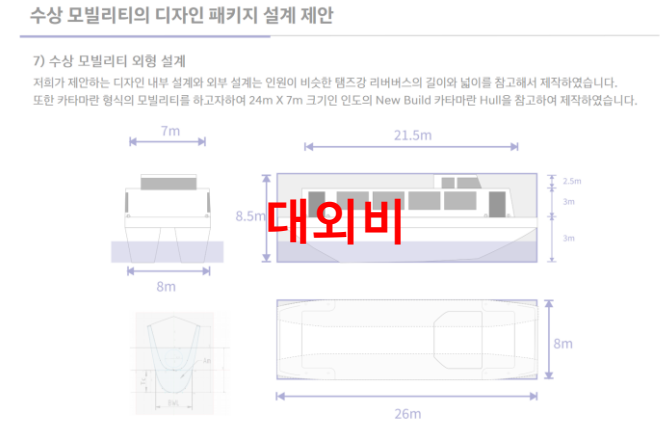 수상 모빌리티의 디자인 패키지 설계 제안
7) 수상 모빌리티 외형 설계
저희가 제안하는 디자인 내부 설계와 외부 설계는 인원이 비슷한 탬즈강 리버버스의 길이와 넓이를 참고해서 제작하였습니다.
또한 카타마란 형식의 모빌리티를 하고자하여 24m X 7m 크기인 인도의 New Build 카타마란 Hull을 참고하여 제작하였습니다.
7m
21.5m
2.5m
3m
8.5m
대외비
3m
8m
8m
26m